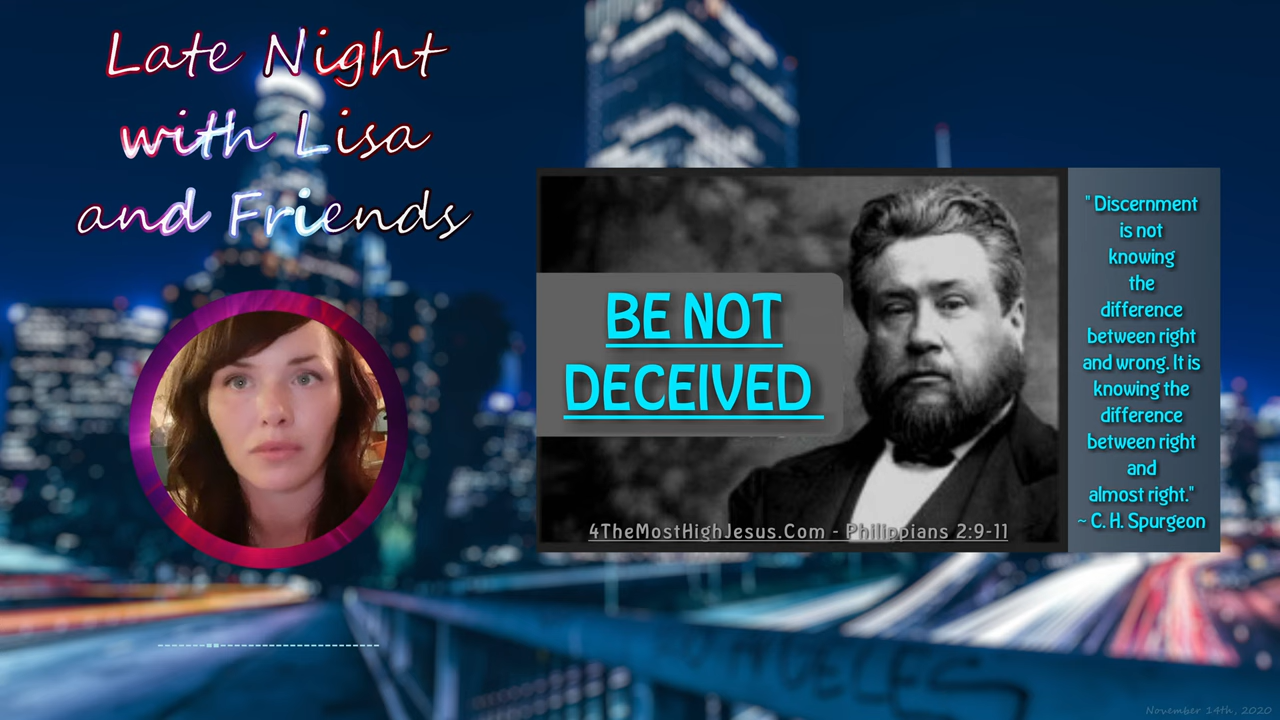 Late Night
with Lisa
and Friends
BE NOT
DECEIVED
4TheMostHighJesus.Com - Philippians 2:9-11
" Discernment
is not
knowing
the
difference
between right
and wrong. It is
knowing the
difference
between right
and
almost right."
~ C. H. Spurgeon
November 14th, 2020